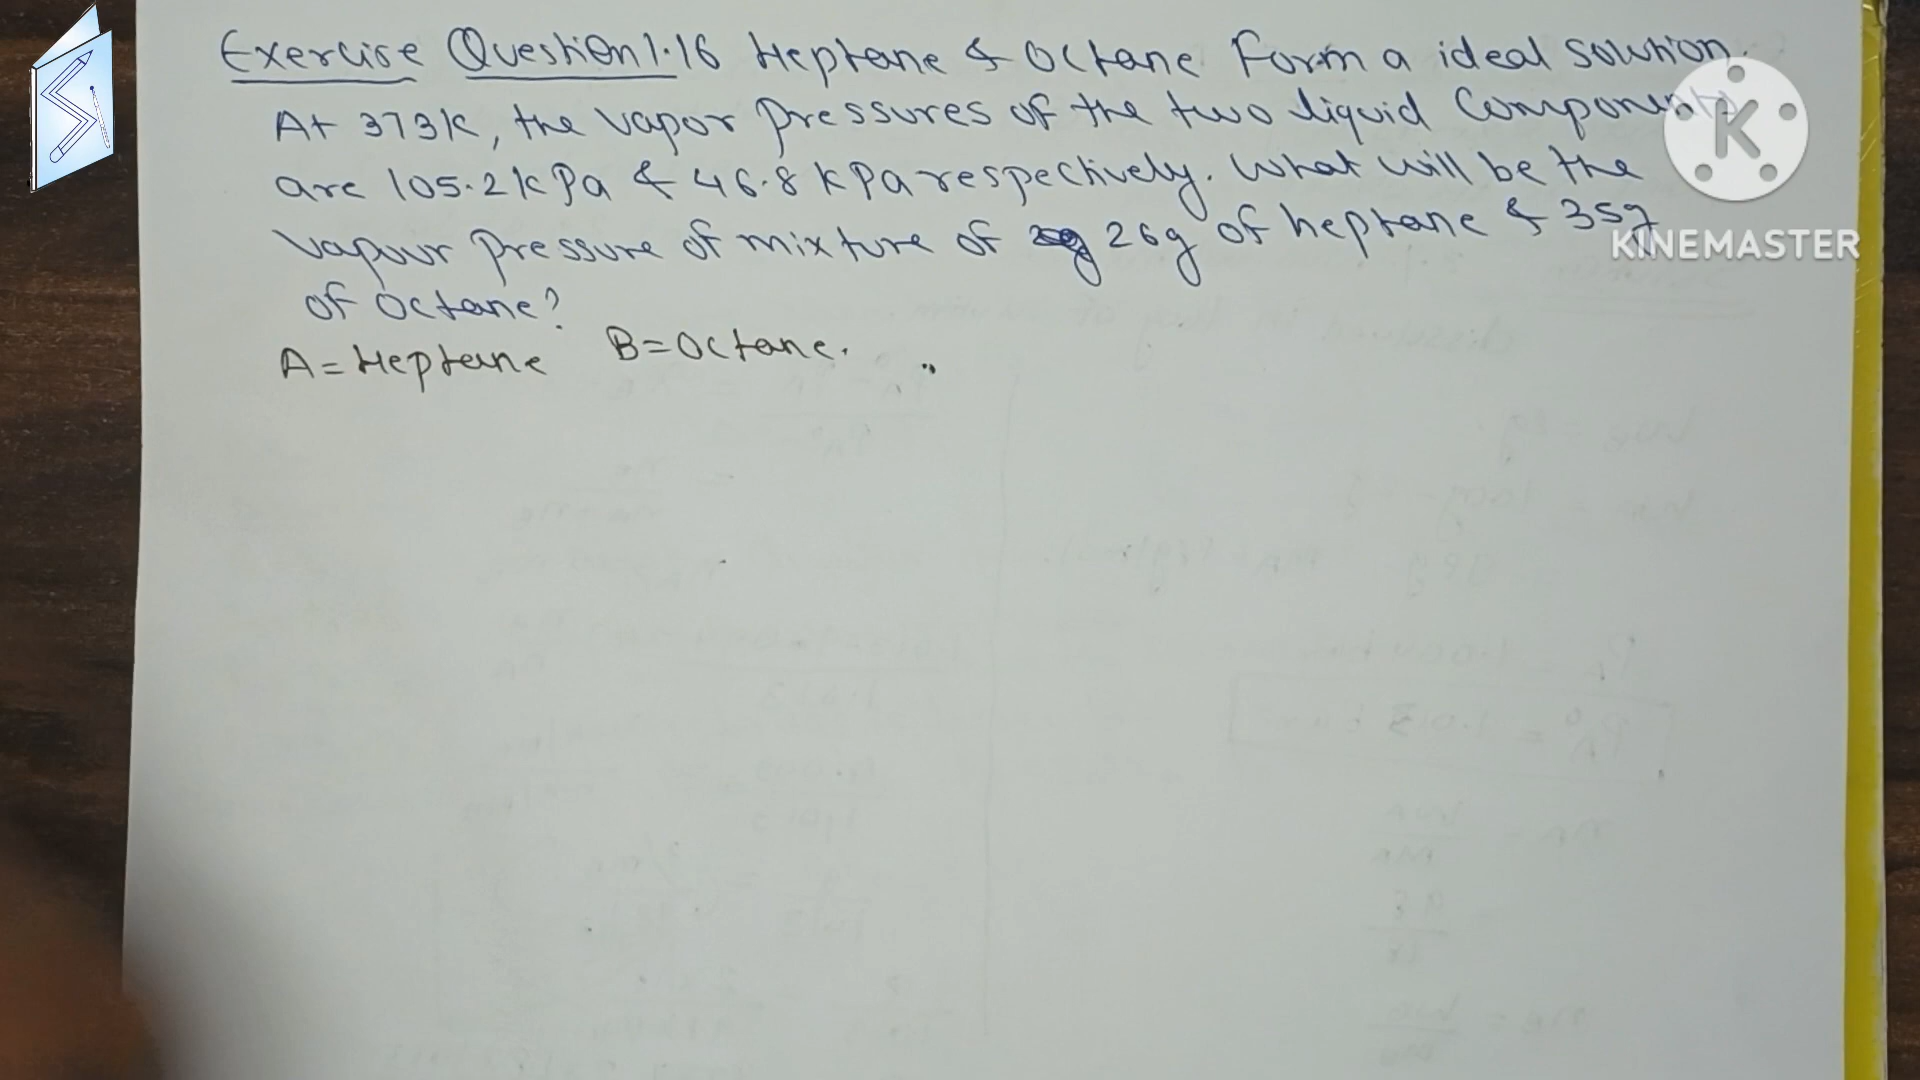 Exercise Question 1.16 Heptane & Octane Form a ideal solution.
At 373K, the vapor pressures of the two liquid Components
are 105.2kPa & 46.8 kPa respectively. What will be the
vapour pressure of mixture of 26g of heptane & 35g
of octane?
A=Heptane B=Octane.
K
KINEMASTER